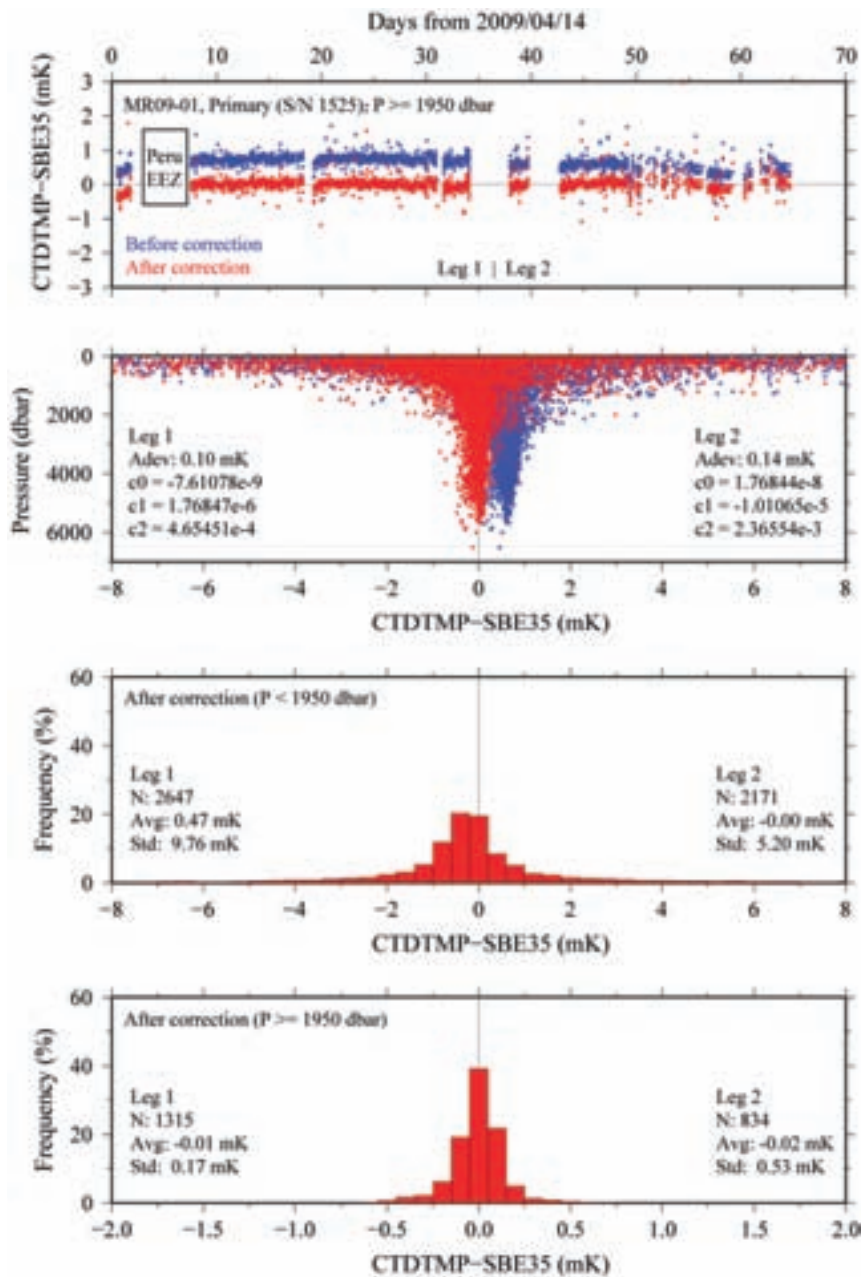 Days from 2009/04/14
0 10 20 30 40 50 60 70
CTDTMP−SBE35 (mK)
3
2
1
0
−1
−2
−3
MR09-01, Primary (S/N 1525); P >= 1950 dbar
Peru
EEZ
Before correction
After correction
Leg 1 | Leg 2
Pressure (dbar)
0
2000
4000
6000
Leg 1
Adev: 0.10 mK
c0 = -7.61078e-9
c1 = 1.76847e-6
c2 = 4.65451e-4
Leg 2
Adev: 0.14 mK
c0 = 1.76844e-8
c1 = -1.01065e-5
c2 = 2.36554e-3
−8 −6 −4 −2 0 2 4 6 8
CTDTMP−SBE35 (mK)
Frequency (%)
60
40
20
0
After correction (P < 1950 dbar)
Leg 1
N: 2647
Avg: 0.47 mK
Std: 9.76 mK
Leg 2
N: 2171
Avg: -0.00 mK
Std: 5.20 mK
−8 −6 −4 −2 0 2 4 6 8
CTDTMP−SBE35 (mK)
Frequency (%)
60
40
20
0
After correction (P >= 1950 dbar)
Leg 1
N: 1315
Avg: -0.01 mK
Std: 0.17 mK
Leg 2
N: 834
Avg: -0.02 mK
Std: 0.53 mK
−2.0 −1.5 −1.0 −0.5 0.0 0.5 1.0 1.5 2.0
CTDTMP−SBE35 (mK)